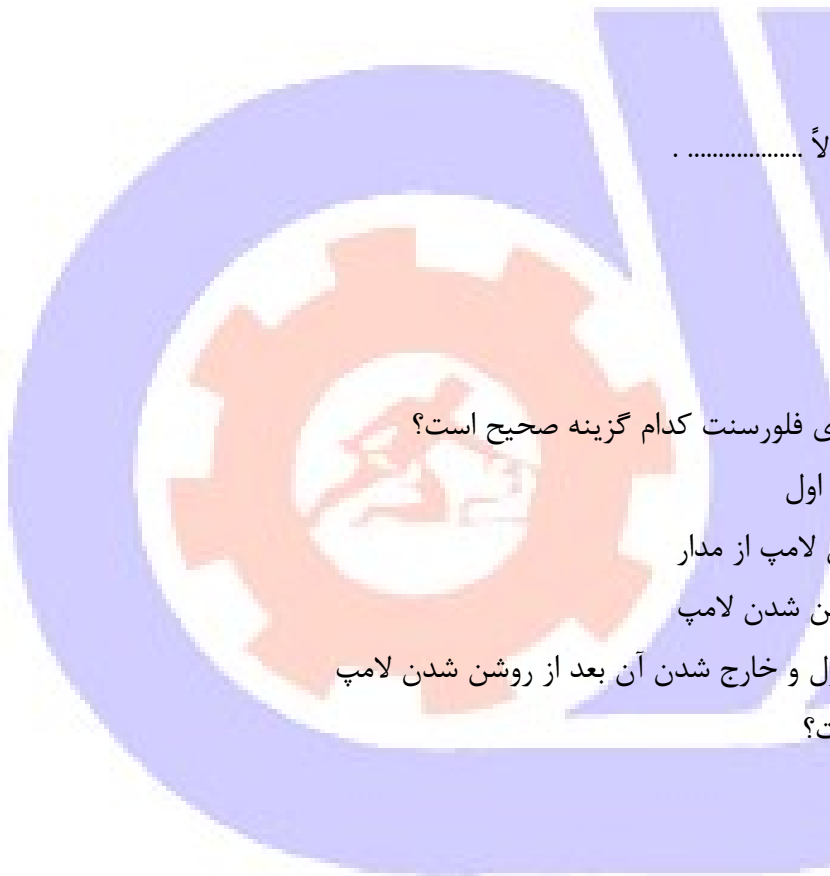 لاً .................. .
ی فلورسنت کدام گزینه صحیح است؟
اول
لامپ از مدار
ن شدن لامپ
ول و خارج شدن آن بعد از روشن شدن لامپ
ت؟